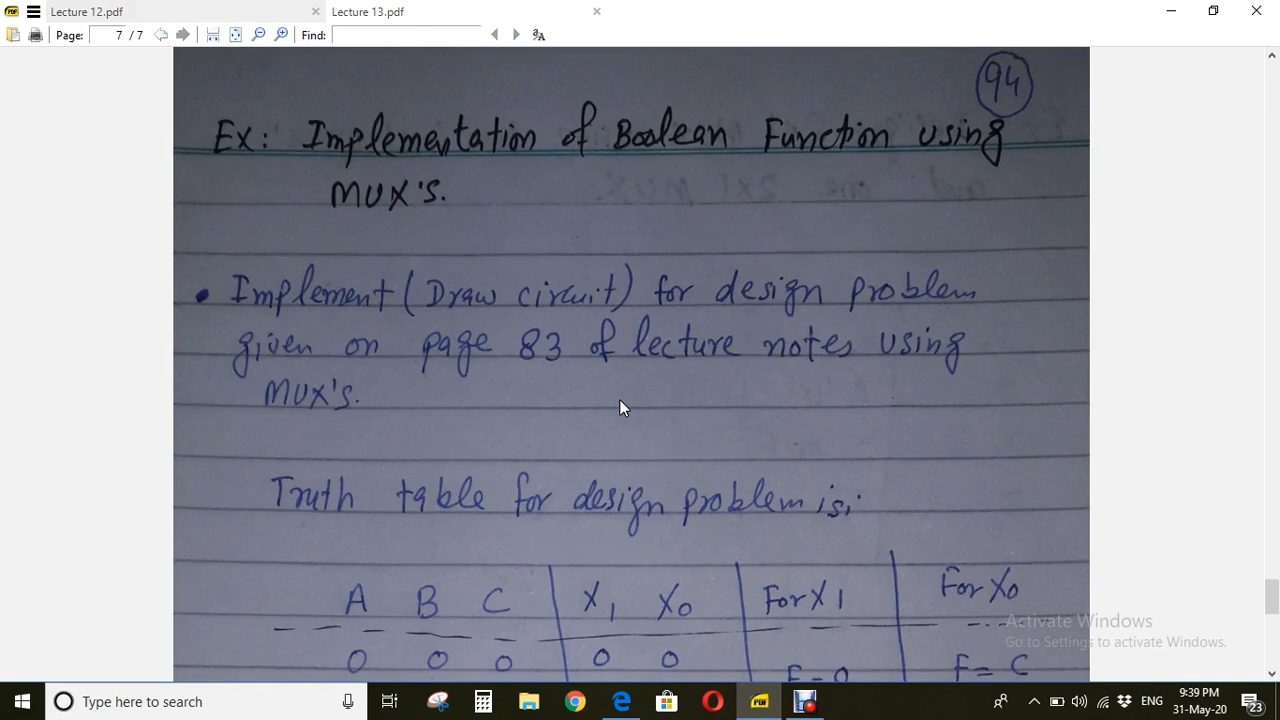 Lecture 12.pdf × Lecture 13.pdf ×
Page: 7 / 7 Find:
94
Ex: Implementation of Boolean Function using
MUX's.
• Implement (Draw circuit) for design problem
given on page 83 of lecture notes using
MUX's.
Truth table for design problem is:
A B C X1 X0 For X1 For X0
0 0 0 0 0 F = 0 F = C
Activate Windows
Go to Settings to activate Windows.
Type here to search
ENG
9:39 PM
31-May-20
23